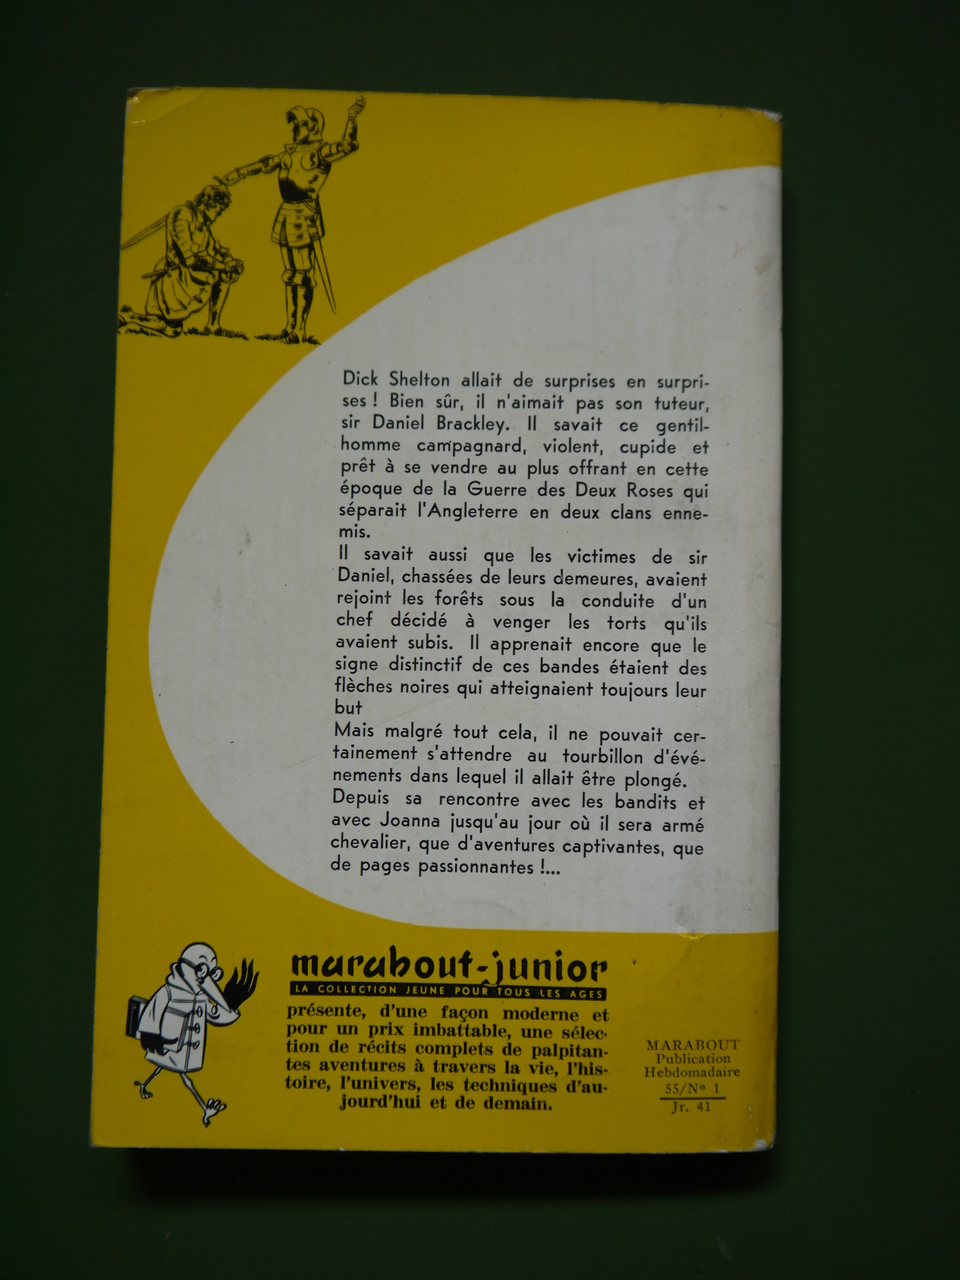 Dick Shelton allait de surprises en surpri-
ses ! Bien sûr, il n'aimait pas son tuteur,
sir Daniel Brackley. Il savait ce gentil-
homme campagnard, violent, cupide et
prêt à se vendre au plus offrant en cette
époque de la Guerre des Deux Roses qui
séparait l'Angleterre en deux clans enne-
mis.
Il savait aussi que les victimes de sir
Daniel, chassées de leurs demeures, avaient
rejoint les forêts sous la conduite d'un
chef décidé à venger les torts qu'ils
avaient subis. Il apprenait encore que le
signe distinctif de ces bandes étaient des
flèches noires qui atteignaient toujours leur
but
Mais malgré tout cela, il ne pouvait cer-
tainement s'attendre au tourbillon d'évé-
nements dans lequel il allait être plongé.
Depuis sa rencontre avec les bandits et
avec Joanna jusqu'au jour où il sera armé
chevalier, que d'aventures captivantes, que
de pages passionnantes !...
marabout-junior
LA COLLECTION JEUNE POUR TOUS LES AGES
présente, d'une façon moderne et
pour un prix imbattable, une sélec-
tion de récits complets de palpitan-
tes aventures à travers la vie, l'his-
toire, l'univers, les techniques d'au-
jourd'hui et de demain.
MARABOUT
Publication
Hebdomadaire
55/Nº 1
Jr. 41